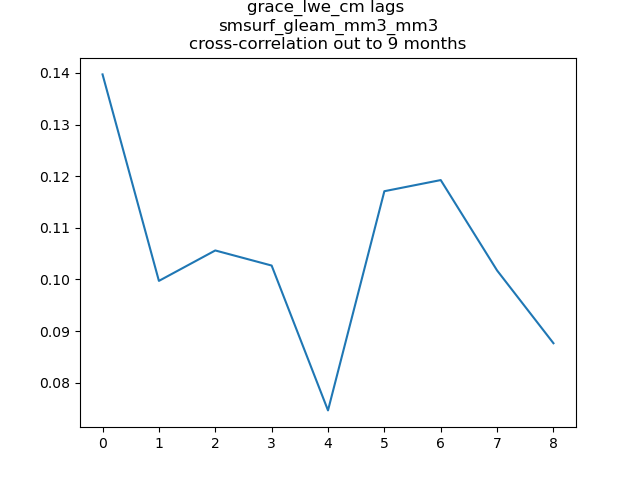 grace_lwe_cm lags
smsurf_gleam_mm3_mm3
cross-correlation out to 9 months
0.14
0.13
0.12
0.11
0.10
0.09
0.08
0 1 2 3 4 5 6 7 8